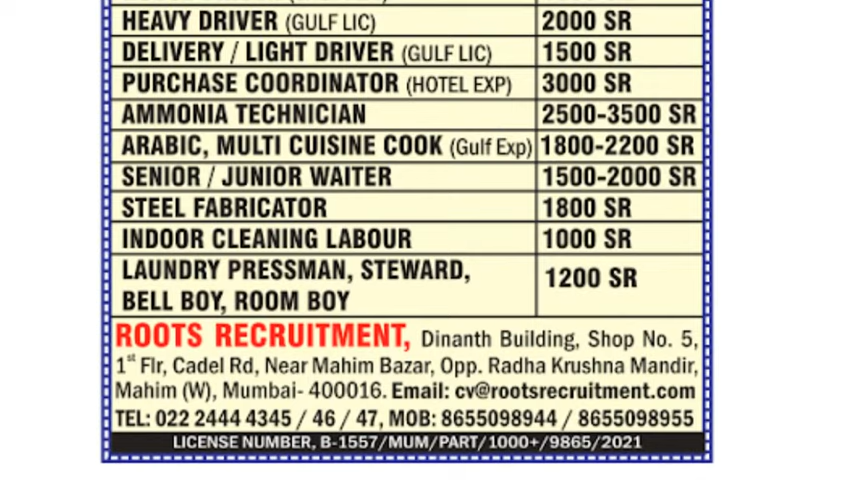 HEAVY DRIVER (GULF LIC) 2000 SR
DELIVERY / LIGHT DRIVER (GULF LIC) 1500 SR
PURCHASE COORDINATOR (HOTEL EXP) 3000 SR
AMMONIA TECHNICIAN 2500-3500 SR
ARABIC, MULTI CUISINE COOK (Gulf Exp) 1800-2200 SR
SENIOR / JUNIOR WAITER 1500-2000 SR
STEEL FABRICATOR 1800 SR
INDOOR CLEANING LABOUR 1000 SR
LAUNDRY PRESSMAN, STEWARD, 1200 SR
BELL BOY, ROOM BOY
ROOTS RECRUITMENT, Dinanth Building, Shop No. 5,
1st Flr, Cadel Rd, Near Mahim Bazar, Opp. Radha Krushna Mandir,
Mahim (W), Mumbai- 400016. Email: cv@rootsrecruitment.com
TEL: 022 2444 4345 / 46 / 47, MOB: 8655098944 / 8655098955
LICENSE NUMBER, B-1557/MUM/PART/1000+/9865/2021